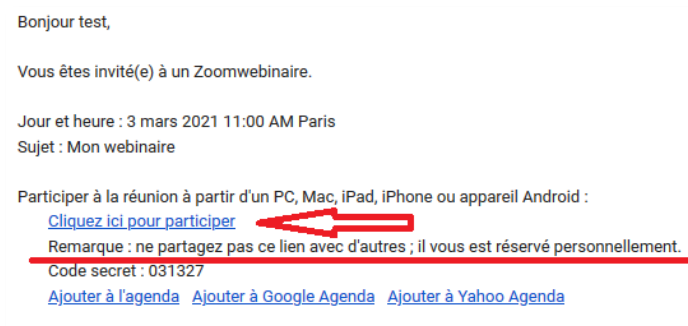 Bonjour test,
Vous êtes invité(e) à un Zoomwebinaire.
Jour et heure : 3 mars 2021 11:00 AM Paris
Sujet : Mon webinaire
Participer à la réunion à partir d'un PC, Mac, iPad, iPhone ou appareil Android :
Cliquez ici pour participer
Remarque : ne partagez pas ce lien avec d'autres ; il vous est réservé personnellement.
Code secret : 031327
Ajouter à l'agenda Ajouter à Google Agenda Ajouter à Yahoo Agenda